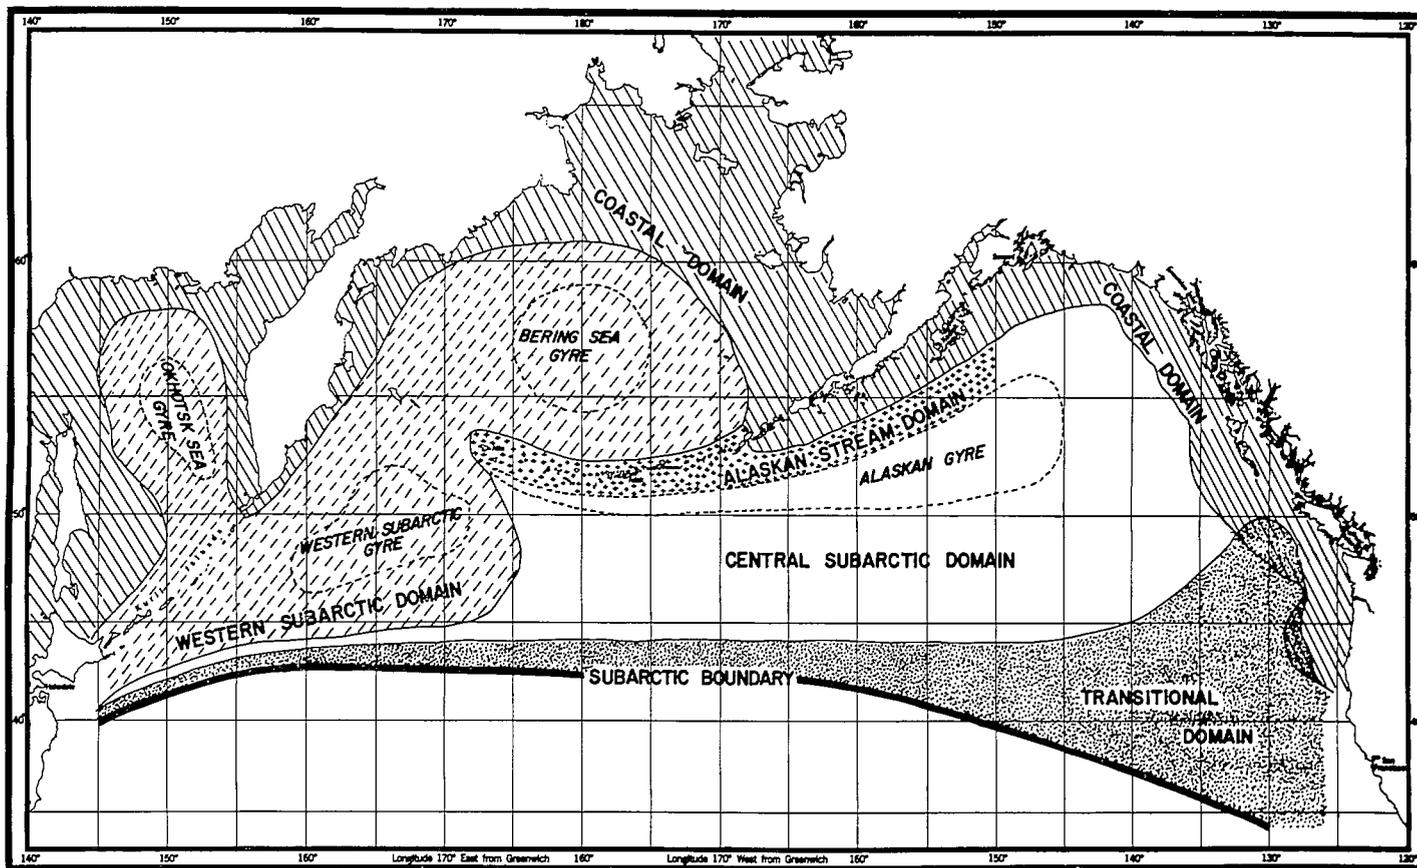 140° 150° 160° 170° 180° 170° 160° 150° 140° 130° 120°
COASTAL DOMAIN
60°
COASTAL DOMAIN
BERING SEA
GYRE
OKHOTSK SEA
GYRE
ALASKAN STREAM DOMAIN
ALASKAN GYRE
50°
WESTERN SUBARCTIC
GYRE
CENTRAL SUBARCTIC DOMAIN
WESTERN SUBARCTIC DOMAIN
SUBARCTIC BOUNDARY
TRANSITIONAL
DOMAIN
40°
San
Francisco
140° 150° 160° Longitude 170° East from Greenwich 180° Longitude 170° West from Greenwich 160° 150° 140° 130° 120°